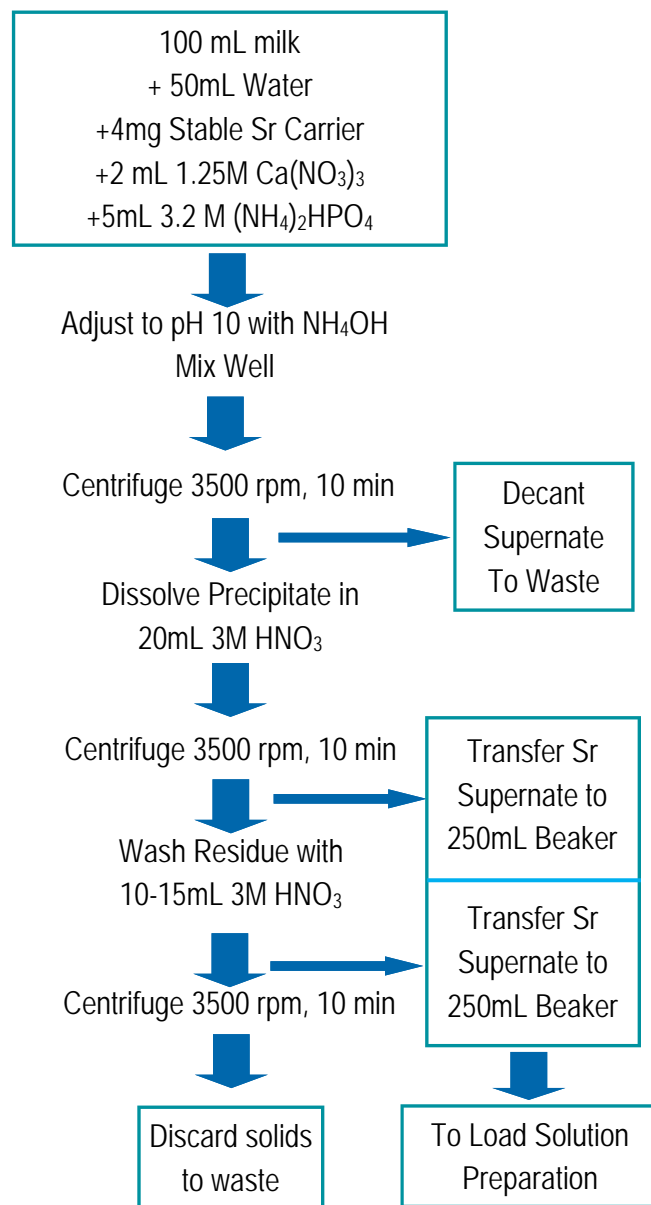 100 mL milk
+ 50mL Water
+4mg Stable Sr Carrier
+2 mL 1.25M Ca(NO₃)₃
+5mL 3.2 M (NH₄)₂HPO₄
Adjust to pH 10 with NH₄OH
Mix Well
Centrifuge 3500 rpm, 10 min
Decant
Supernate
To Waste
Dissolve Precipitate in
20mL 3M HNO₃
Centrifuge 3500 rpm, 10 min
Transfer Sr
Supernate to
250mL Beaker
Wash Residue with
10-15mL 3M HNO₃
Transfer Sr
Supernate to
250mL Beaker
Centrifuge 3500 rpm, 10 min
Discard solids
to waste
To Load Solution
Preparation